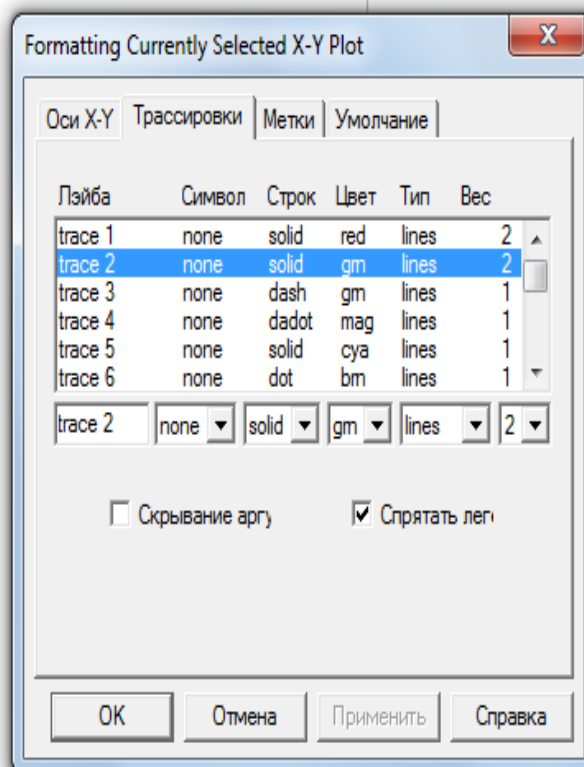 Formatting Currently Selected X-Y Plot
Оси X-Y Трассировки Метки Умолчание
Лэйба Символ Строк Цвет Тип Вес
trace 1 none solid red lines 2
trace 2 none solid grn lines 2
trace 3 none dash grn lines 1
trace 4 none dadot mag lines 1
trace 5 none solid cya lines 1
trace 6 none dot brn lines 1
trace 2 none solid grn lines 2
Скрывание аргу Спрятать леге
OK Отмена Применить Справка